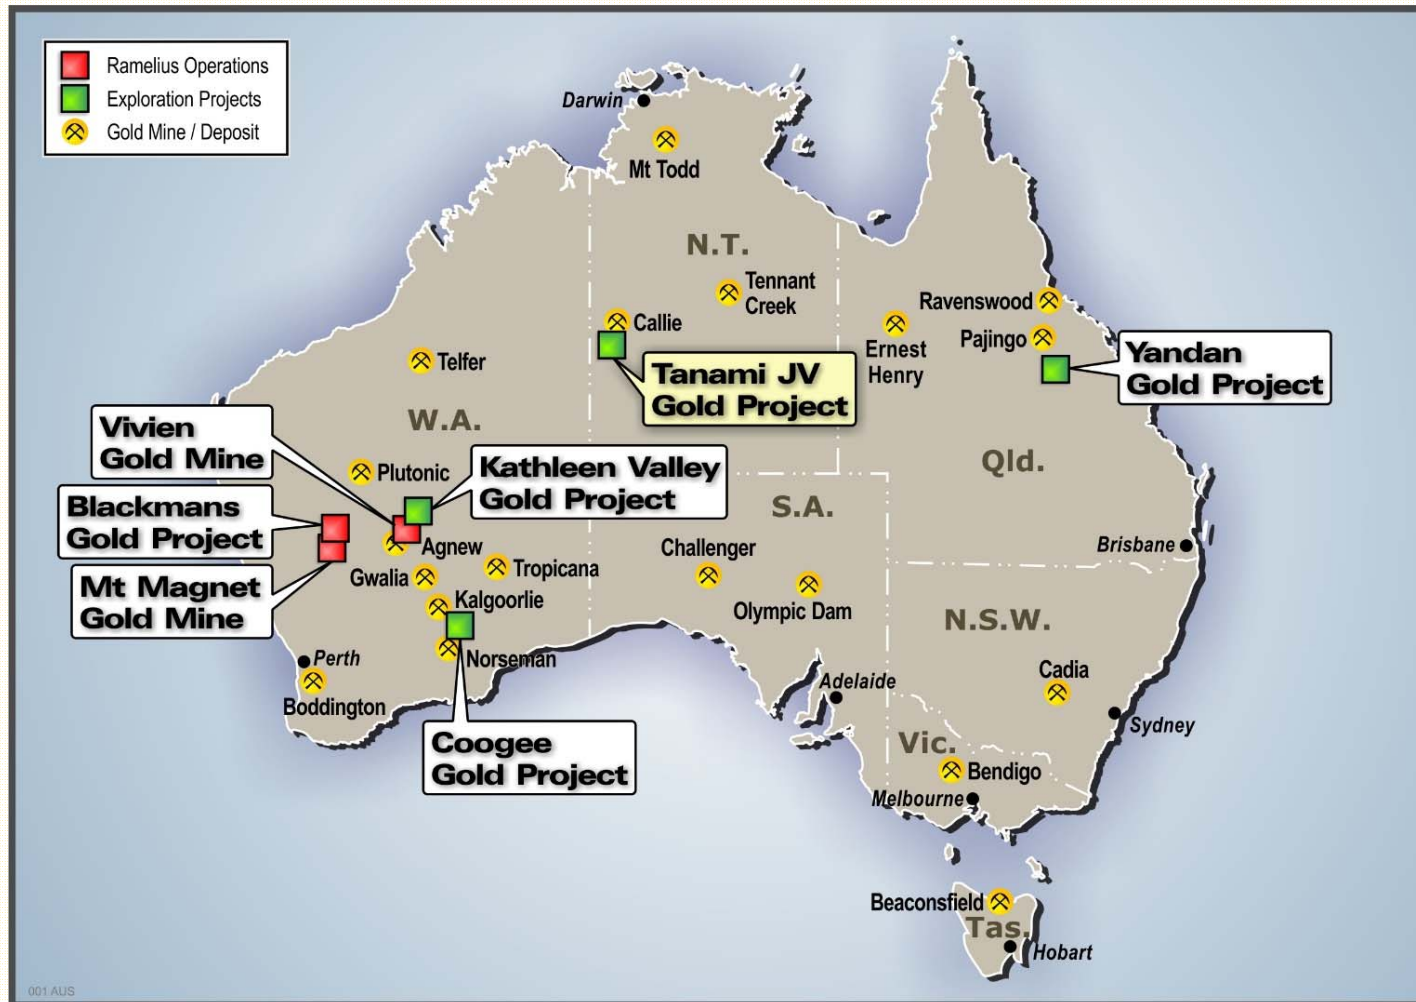 Ramelius Operations
Exploration Projects
Gold Mine / Deposit
Darwin
Mt Todd
N.T.
Tennant
Creek
Callie
Tanami JV
Gold Project
Ravenswood
Ernest
Henry
Pajingo
Yandan
Gold Project
Telfer
W.A.
Vivien
Gold Mine
Plutonic
Kathleen Valley
Gold Project
Blackmans
Gold Project
Mt Magnet
Gold Mine
Agnew
Gwalia
Tropicana
Kalgoorlie
Norseman
Perth
Boddington
Coogee
Gold Project
Qld.
S.A.
Challenger
Olympic Dam
Brisbane
N.S.W.
Cadia
Adelaide
Sydney
Vic.
Bendigo
Melbourne
Beaconsfield
Tas.
Hobart
001 AUS